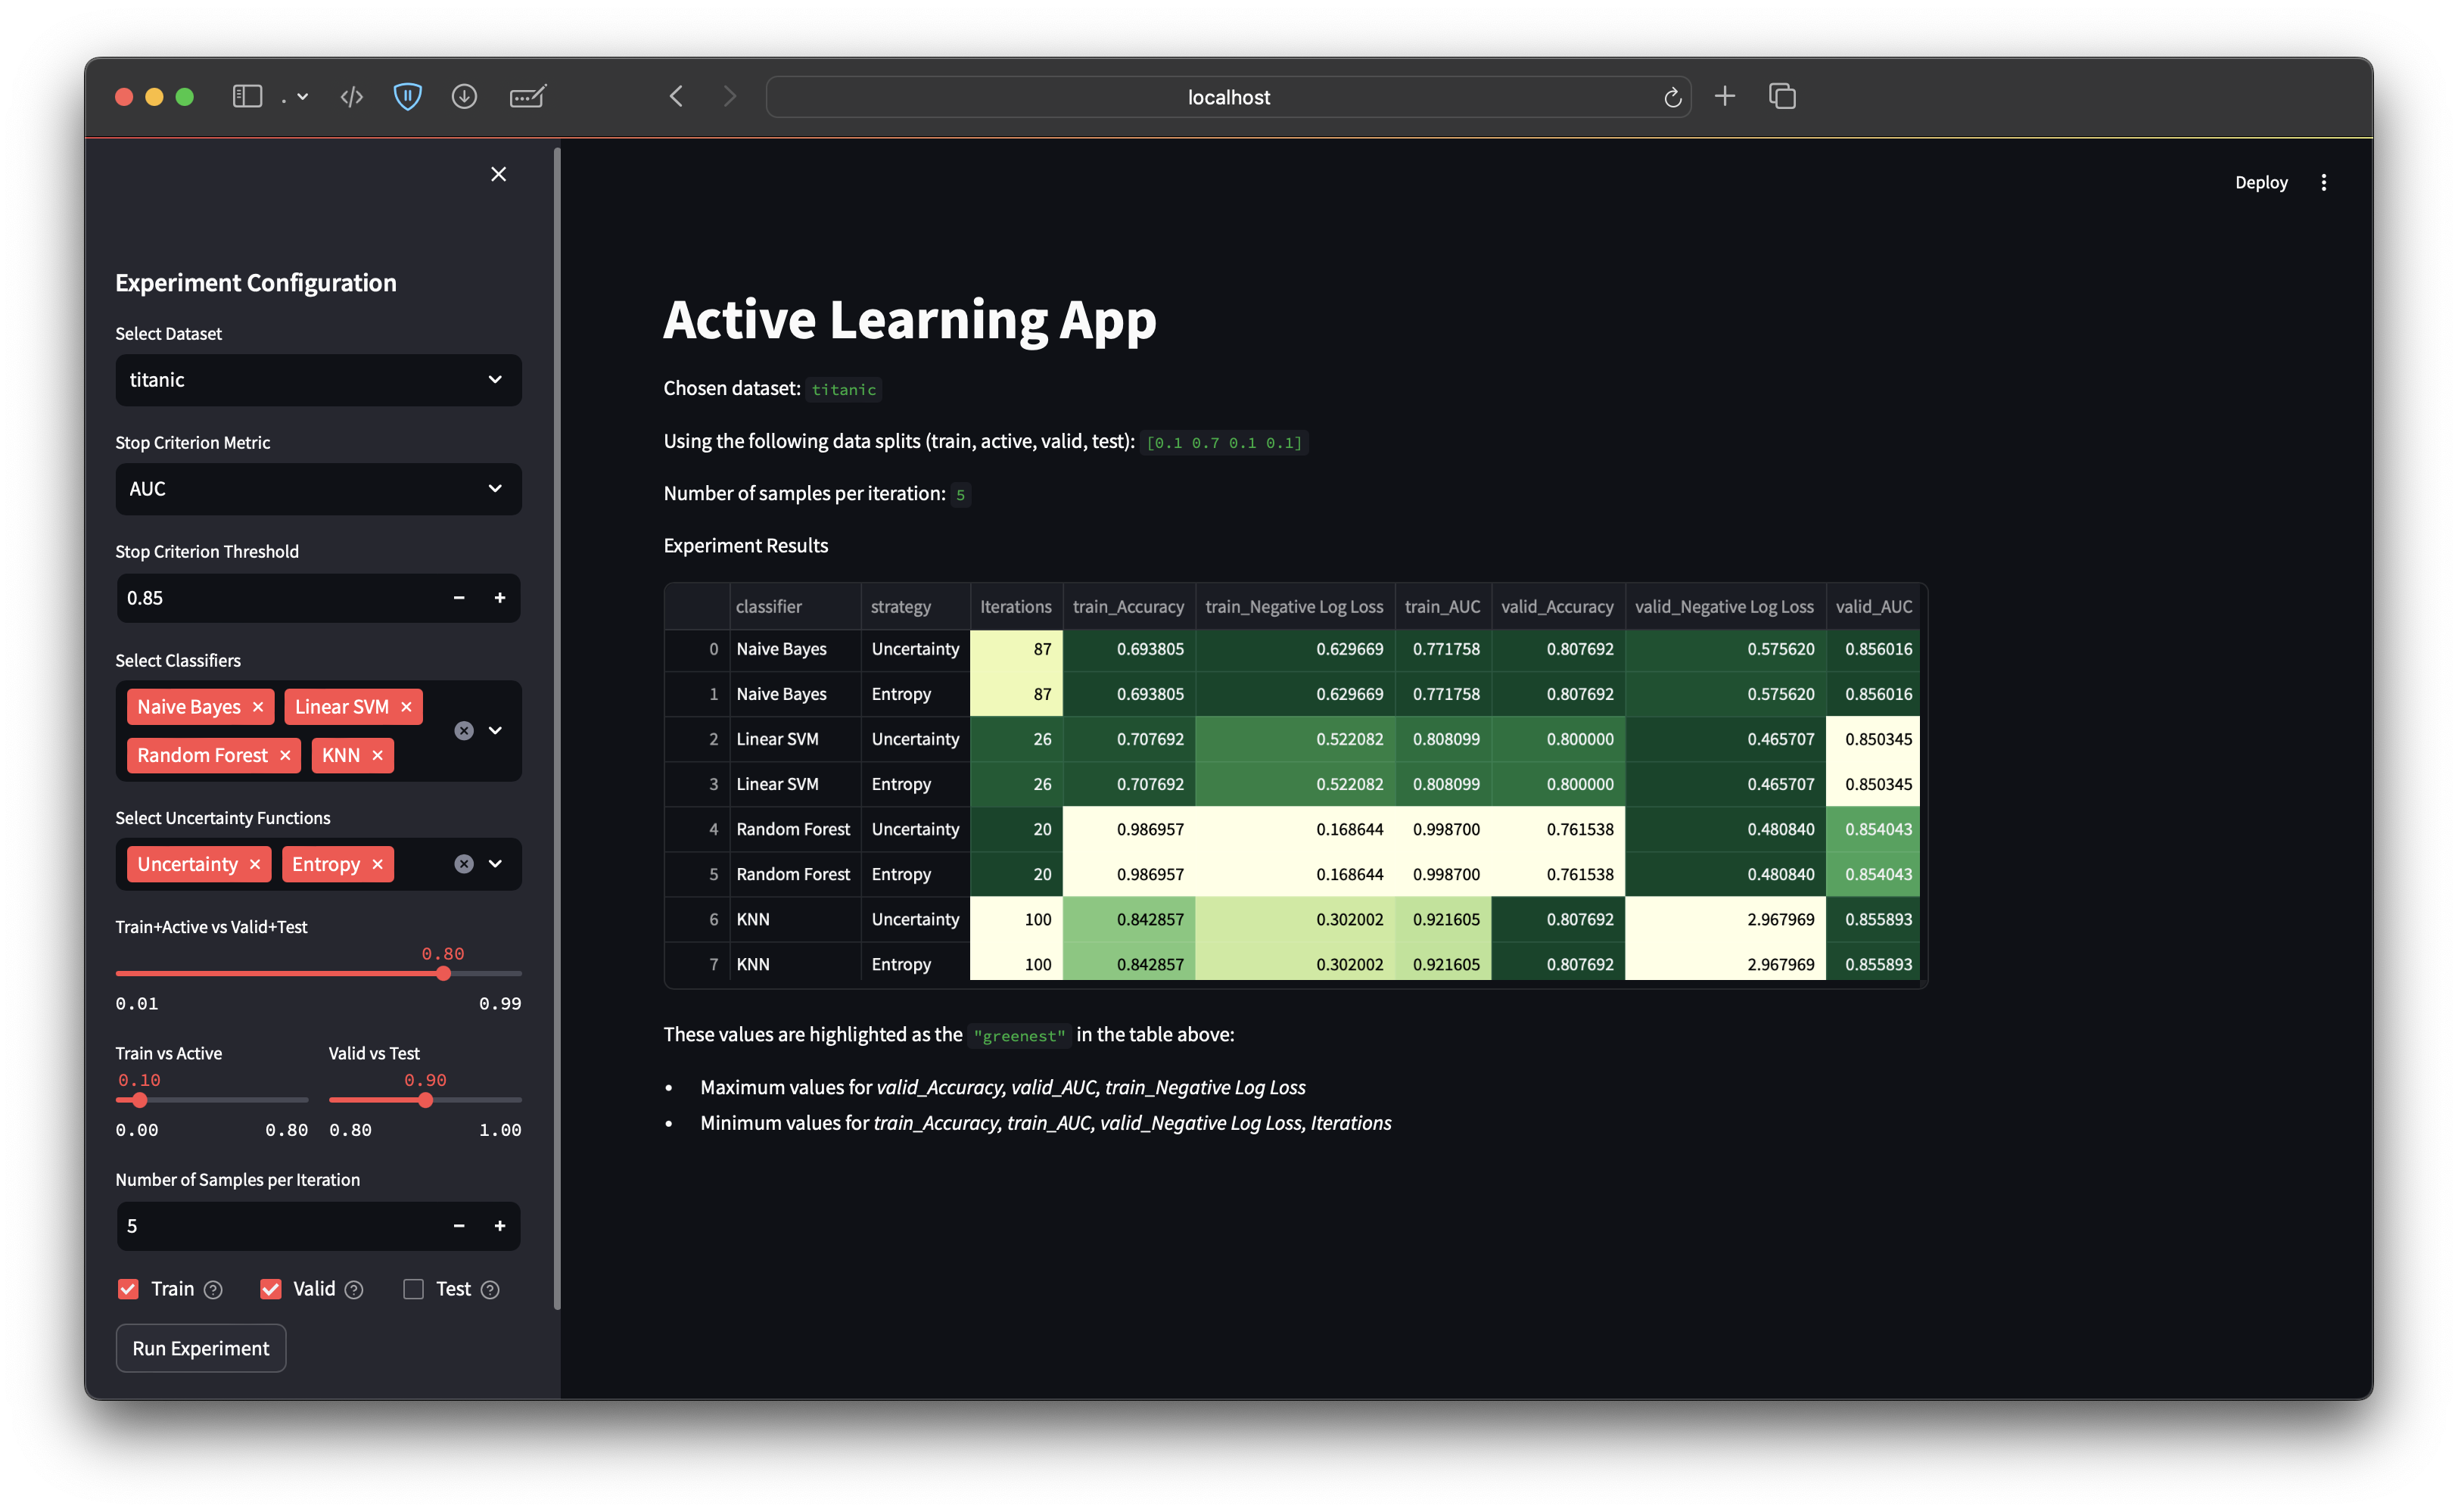 localhost
Deploy
Experiment Configuration
Select Dataset
titanic
Stop Criterion Metric
AUC
Stop Criterion Threshold
0.85
Select Classifiers
Naive Bayes Linear SVM
Random Forest KNN
Select Uncertainty Functions
Uncertainty Entropy
Train+Active vs Valid+Test
0.80
0.01 0.99
Train vs Active Valid vs Test
0.10 0.90
0.00 0.80 0.80 1.00
Number of Samples per Iteration
5
Train Valid Test
Run Experiment
Active Learning App
Chosen dataset: titanic
Using the following data splits (train, active, valid, test): [0.1 0.7 0.1 0.1]
Number of samples per iteration: 5
Experiment Results
classifier strategy Iterations train_Accuracy train_Negative Log Loss train_AUC valid_Accuracy valid_Negative Log Loss valid_AUC
0 Naive Bayes Uncertainty 87 0.693805 0.629669 0.771758 0.807692 0.575620 0.856016
1 Naive Bayes Entropy 87 0.693805 0.629669 0.771758 0.807692 0.575620 0.856016
2 Linear SVM Uncertainty 26 0.707692 0.522082 0.808099 0.800000 0.465707 0.850345
3 Linear SVM Entropy 26 0.707692 0.522082 0.808099 0.800000 0.465707 0.850345
4 Random Forest Uncertainty 20 0.986957 0.168644 0.998700 0.761538 0.480840 0.854043
5 Random Forest Entropy 20 0.986957 0.168644 0.998700 0.761538 0.480840 0.854043
6 KNN Uncertainty 100 0.842857 0.302002 0.921605 0.807692 2.967969 0.855893
7 KNN Entropy 100 0.842857 0.302002 0.921605 0.807692 2.967969 0.855893
These values are highlighted as the "greenest" in the table above:
• Maximum values for valid_Accuracy, valid_AUC, train_Negative Log Loss
• Minimum values for train_Accuracy, train_AUC, valid_Negative Log Loss, Iterations